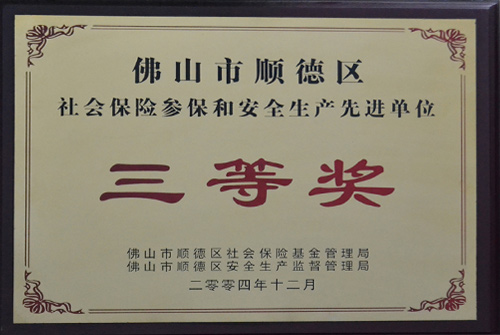 佛山市顺德区
社会保险参保和安全生产先进单位
三等奖
佛山市顺德区社会保险基金管理局
佛山市顺德区安全生产监督管理局
二零零四年十二月